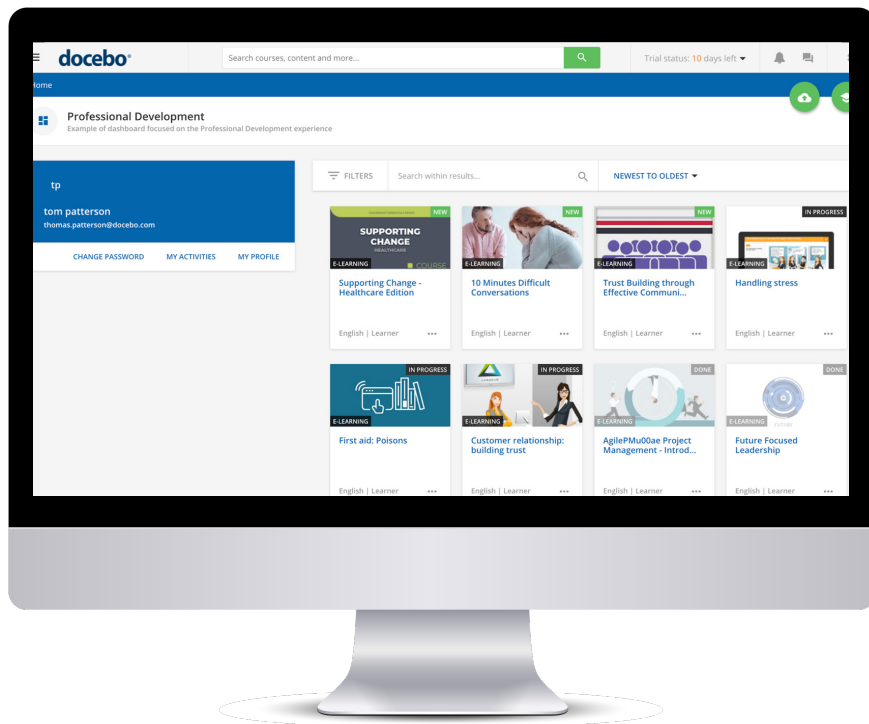 docebo
Search courses, content and more...
Trial status: 10 days left
Home
Professional Development
Example of dashboard focused on the Professional Development experience
tp
tom patterson
thomas.patterson@docebo.com
CHANGE PASSWORD MY ACTIVITIES MY PROFILE
FILTERS Search within results... NEWEST TO OLDEST
NEW
SUPPORTING
CHANGE
HEALTHCARE
COURSE
E-LEARNING
Supporting Change -
Healthcare Edition
English | Learner
NEW
E-LEARNING
10 Minutes Difficult
Conversations
English | Learner
NEW
E-LEARNING
Trust Building through
Effective Communi...
English | Learner
IN PROGRESS
E-LEARNING
Handling stress
English | Learner
IN PROGRESS
E-LEARNING
First aid: Poisons
English | Learner
IN PROGRESS
E-LEARNING
Customer relationship:
building trust
English | Learner
DONE
E-LEARNING
AgilePMu00ae Project
Management - Introd...
English | Learner
DONE
E-LEARNING
Future Focused
Leadership
English | Learner